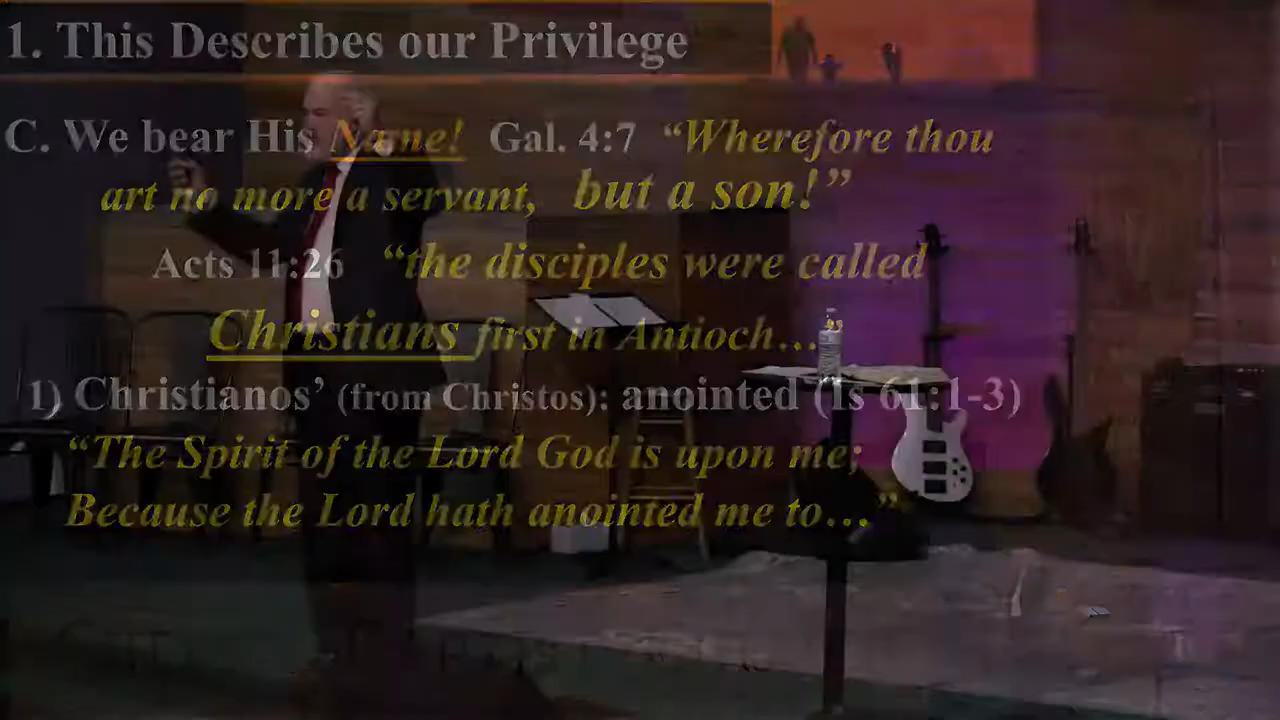 1. This Describes our Privilege
C. We bear His Name! Gal. 4:7 “Wherefore thou
art no more a servant, but a son!”
Acts 11:26 “the disciples were called
Christians first in Antioch…”
1) Christianos’ (from Christos): anointed (Is 61:1-3)
“The Spirit of the Lord God is upon me;
Because the Lord hath anointed me to…”